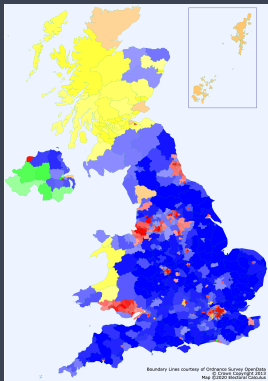 Boundary Lines courtesy of Ordnance Survey OpenData
© Crown Copyright 2013
Map ©2020 Electoral Calculus